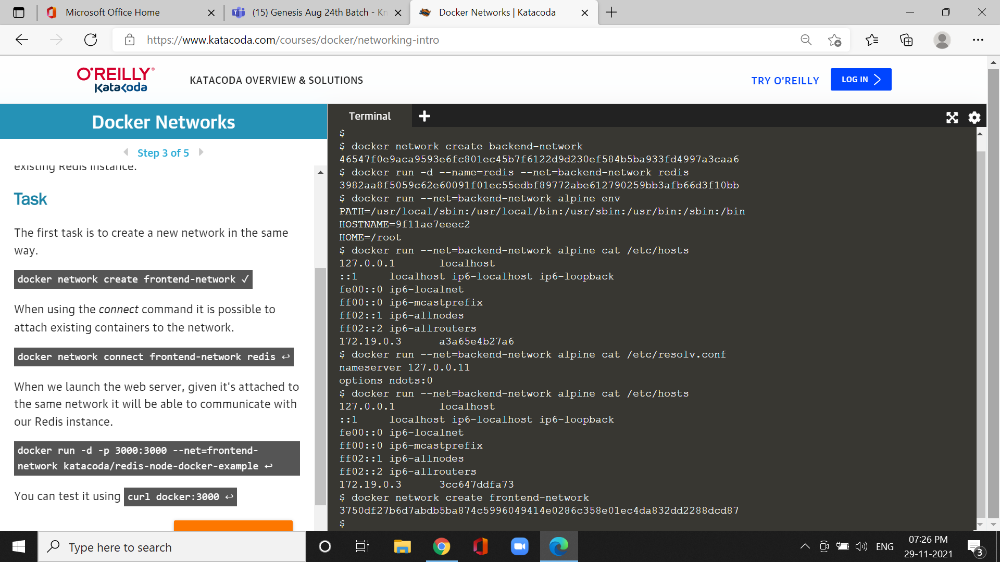 Microsoft Office Home
(15) Genesis Aug 24th Batch - Kn
Docker Networks | Katacoda
https://www.katacoda.com/courses/docker/networking-intro
O'REILLY®
Katacoda
KATACODA OVERVIEW & SOLUTIONS
TRY O'REILLY
LOG IN
Docker Networks
Step 3 of 5
existing Redis instance.
Task
The first task is to create a new network in the same
way.
docker network create frontend-network ✓
When using the connect command it is possible to
attach existing containers to the network.
docker network connect frontend-network redis ↩
When we launch the web server, given it's attached to
the same network it will be able to communicate with
our Redis instance.
docker run -d -p 3000:3000 --net=frontend-
network katacoda/redis-node-docker-example ↩
You can test it using curl docker:3000 ↩
Terminal
$
$ docker network create backend-network
46547f0e9aca9593e6fc801ec45b7f6122d9d230ef584b5ba933fd4997a3caa6
$ docker run -d --name=redis --net=backend-network redis
3982aa8f5059c62e60091f01ec55edbf89772abe612790259bb3afb66d3f10bb
$ docker run --net=backend-network alpine env
PATH=/usr/local/sbin:/usr/local/bin:/usr/sbin:/usr/bin:/sbin:/bin
HOSTNAME=9f11ae7eeec2
HOME=/root
$ docker run --net=backend-network alpine cat /etc/hosts
127.0.0.1 localhost
::1 localhost ip6-localhost ip6-loopback
fe00::0 ip6-localnet
ff00::0 ip6-mcastprefix
ff02::1 ip6-allnodes
ff02::2 ip6-allrouters
172.19.0.3 a3a65e4b27a6
$ docker run --net=backend-network alpine cat /etc/resolv.conf
nameserver 127.0.0.11
options ndots:0
$ docker run --net=backend-network alpine cat /etc/hosts
127.0.0.1 localhost
::1 localhost ip6-localhost ip6-loopback
fe00::0 ip6-localnet
ff00::0 ip6-mcastprefix
ff02::1 ip6-allnodes
ff02::2 ip6-allrouters
172.19.0.3 3cc647ddfa73
$ docker network create frontend-network
3750df27b6d7abdb5ba874c5996049414e0286c358e01ec4da832dd2288dcd87
$
Type here to search
ENG
07:26 PM
29-11-2021
3